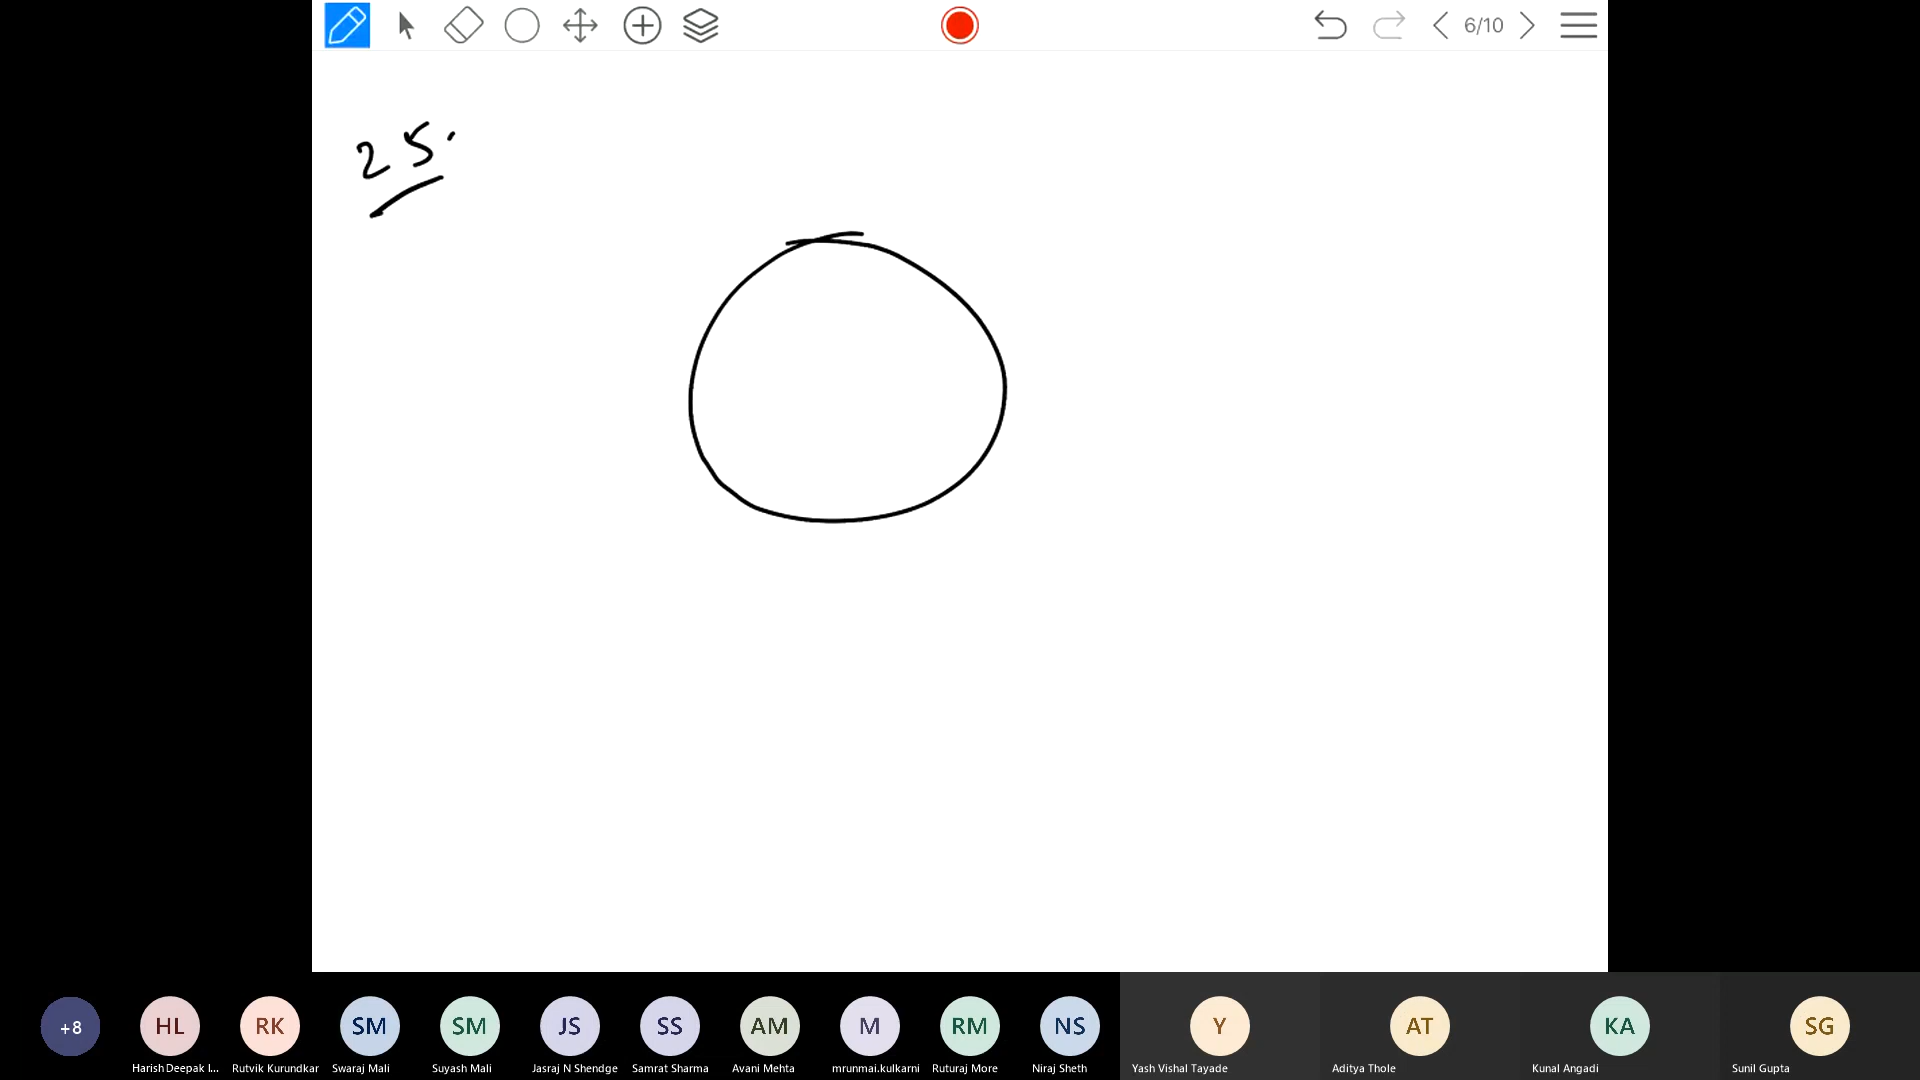 6/10
25.
+8
HL
RK
SM
SM
JS
SS
AM
M
RM
NS
Y
AT
KA
SG
Harish Deepak I...
Rutvik Kurundkar
Swaraj Mali
Suyash Mali
Jasraj N Shendge
Samrat Sharma
Avani Mehta
mrunmai.kulkarni
Ruturaj More
Niraj Sheth
Yash Vishal Tayade
Aditya Thole
Kunal Angadi
Sunil Gupta